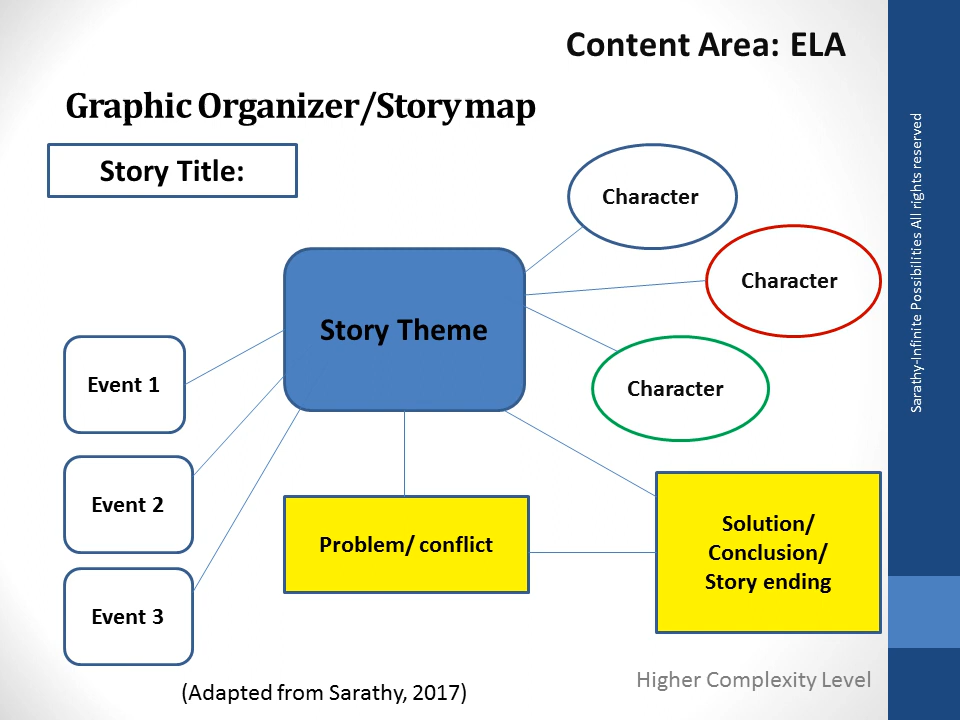 Content Area: ELA
Graphic Organizer/Story map
Story Title:
Character
Character
Story Theme
Character
Event 1
Event 2
Event 3
Problem/ conflict
Solution/
Conclusion/
Story ending
(Adapted from Sarathy, 2017)
Higher Complexity Level
Sarathy-Infinite Possibilities All rights reserved